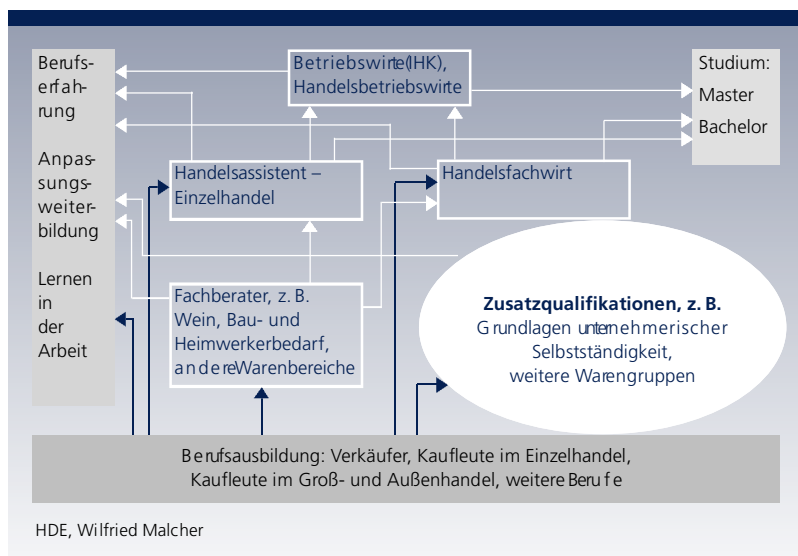 Berufs-
erfah-
rung
Anpas-
sungs-
weiter-
bildung
Lernen
in
der
Arbeit
Betriebswirte(IHK),
Handelsbetriebswirte
Studium:
Master
Bachelor
Handelsassistent –
Einzelhandel
Handelsfachwirt
Fachberater, z. B.
Wein, Bau- und
Heimwerkerbedarf,
andere Warenbereiche
Zusatzqualifikationen, z. B.
Grundlagen unternehmerischer
Selbstständigkeit,
weitere Warengruppen
Berufsausbildung: Verkäufer, Kaufleute im Einzelhandel,
Kaufleute im Groß- und Außenhandel, weitere Berufe
HDE, Wilfried Malcher